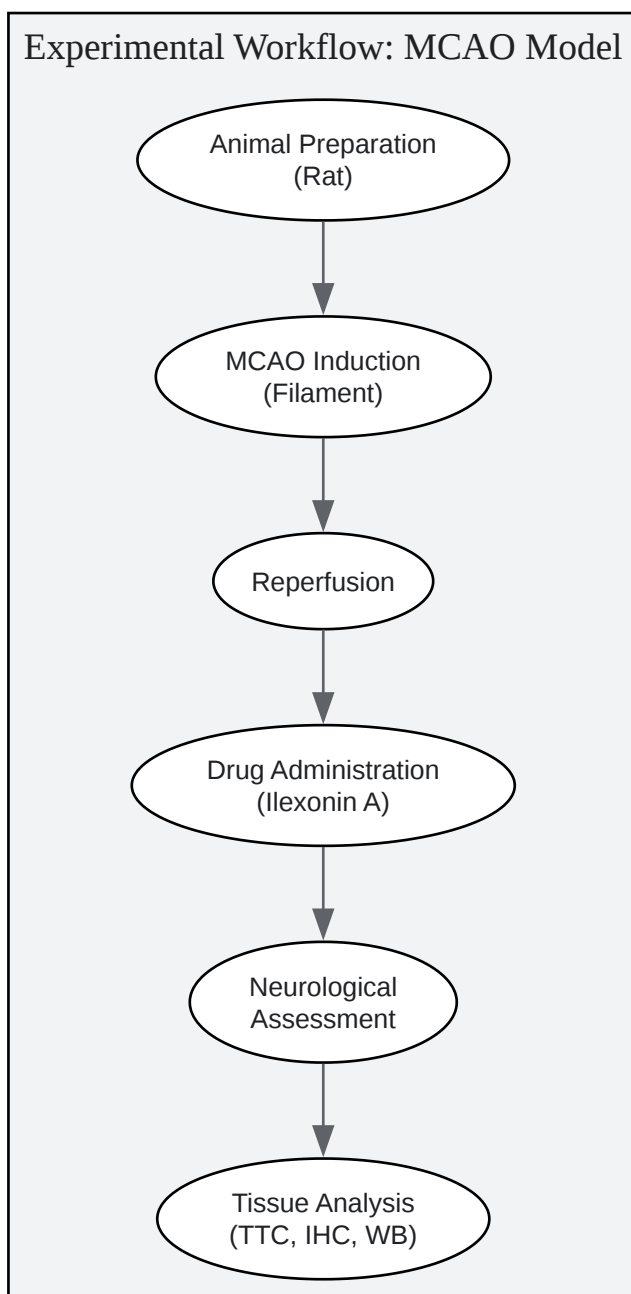 Experimental Workflow: MCAO Model
Animal Preparation
(Rat)
MCAO Induction
(Filament)
Reperfusion
Drug Administration
(Ilexonin A)
Neurological
Assessment
Tissue Analysis
(TTC, IHC, WB)